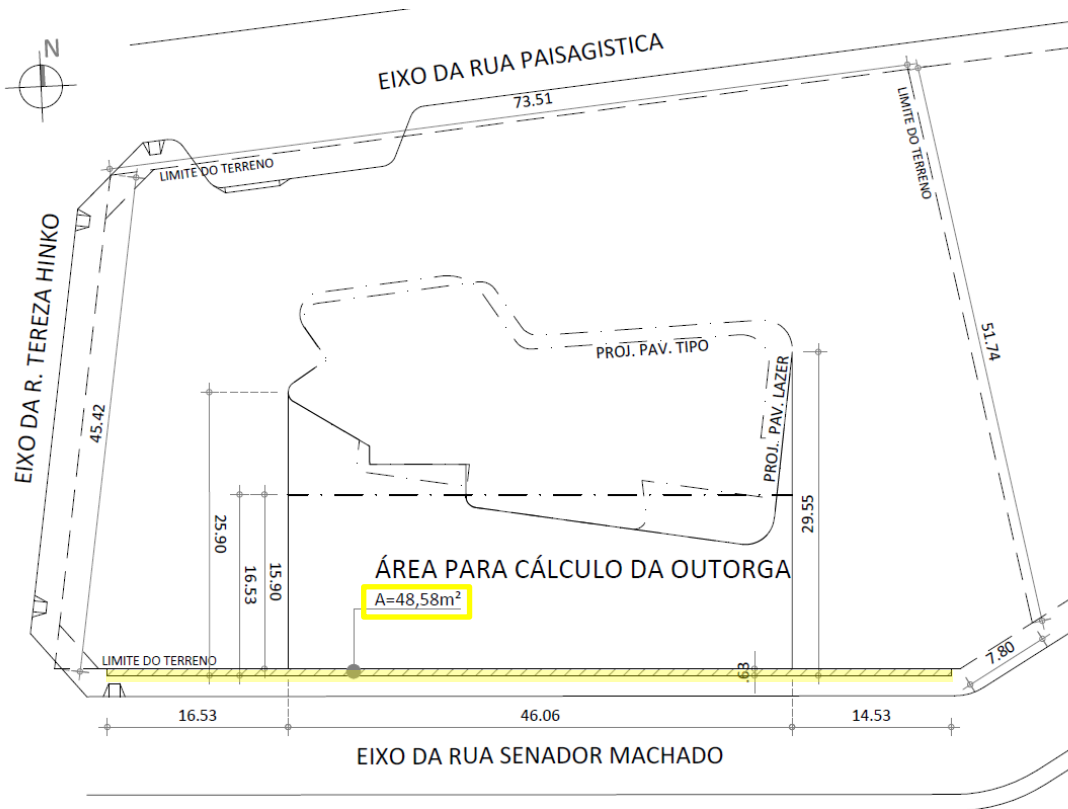 N
EIXO DA RUA PAISAGISTICA
73.51
LIMITE DO TERRENO
LIMITE DO TERRENO
EIXO DA R. TEREZA HINKO
45.42
51.74
PROJ. PAV. TIPO
PROJ. PAV. LAZER
25.90
16.53
15.90
29.55
ÁREA PARA CÁLCULO DA OUTORGA
A=48,58m²
LIMITE DO TERRENO
.63
7.80
16.53
46.06
14.53
EIXO DA RUA SENADOR MACHADO